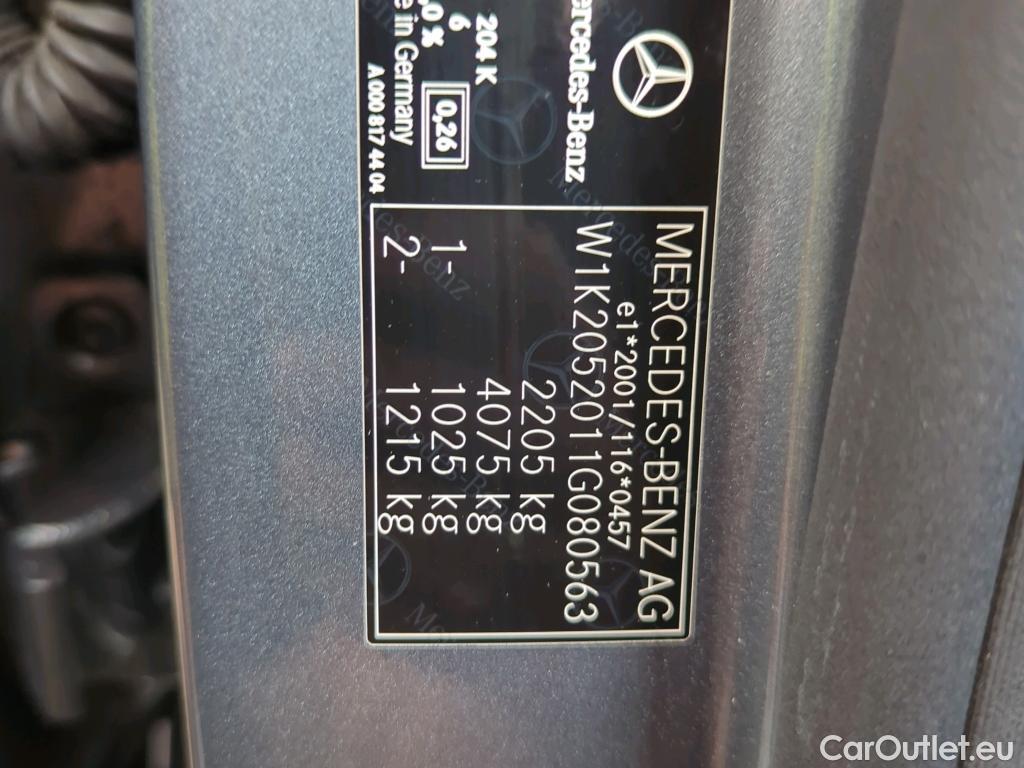 Mercedes-Benz
204 K
6
,0 %
0,26
in Germany
A 000 817 44 04
MERCEDES-BENZ AG
e1*2001/116*0457
W1K2052011G080563
2205 kg
4075 kg
1- 1025 kg
2- 1215 kg
CarOutlet.eu